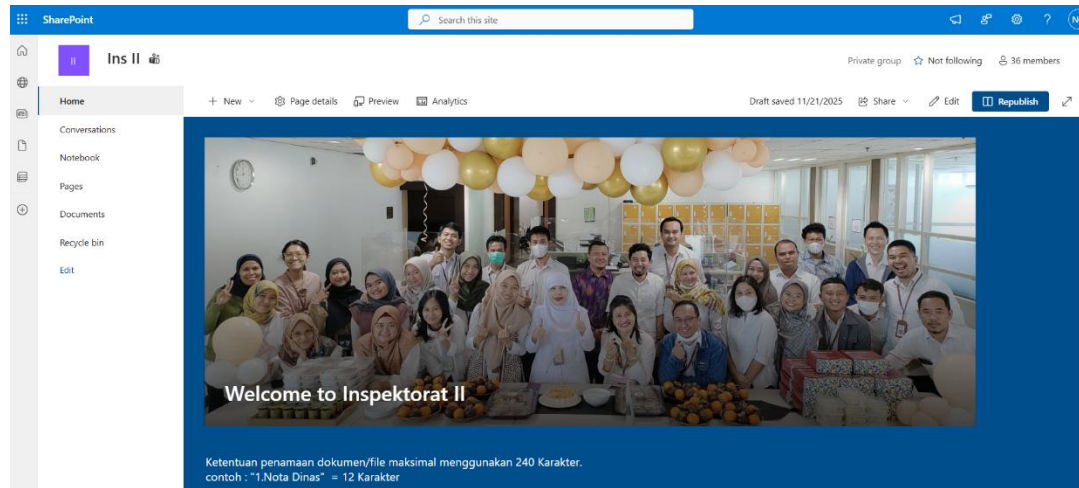 SharePoint
Search this site
?
II
Ins II
Private group Not following 36 members
Home
Conversations
Notebook
Pages
Documents
Recycle bin
Edit
+ New Page details Preview Analytics
Draft saved 11/21/2025 Share Edit Republish
Welcome to Inspektorat II
Ketentuan penamaan dokumen/file maksimal menggunakan 240 Karakter.
contoh : "1.Nota Dinas" = 12 Karakter